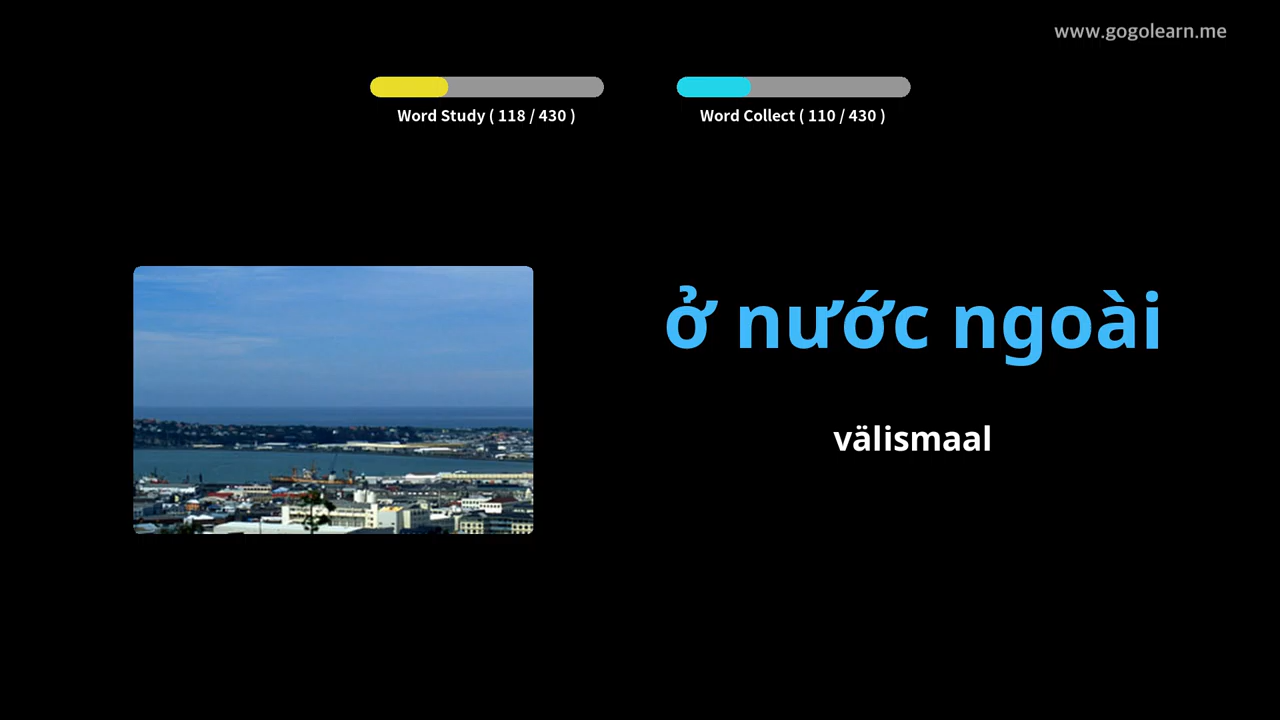 www.gogolearn.me
Word Study ( 118 / 430 )
Word Collect ( 110 / 430 )
ở nước ngoài
välismaal